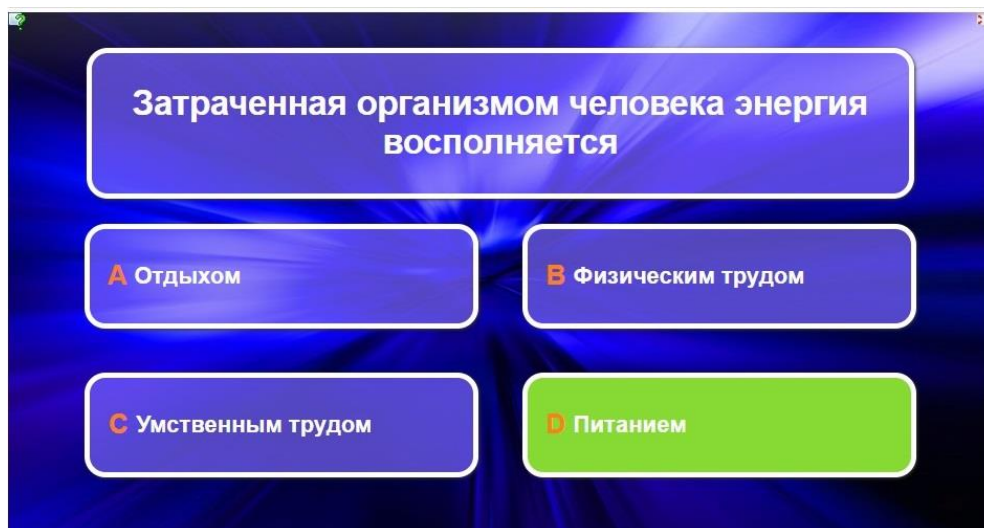 Затраченная организмом человека энергия
восполняется
A Отдыхом
B Физическим трудом
C Умственным трудом
D Питанием